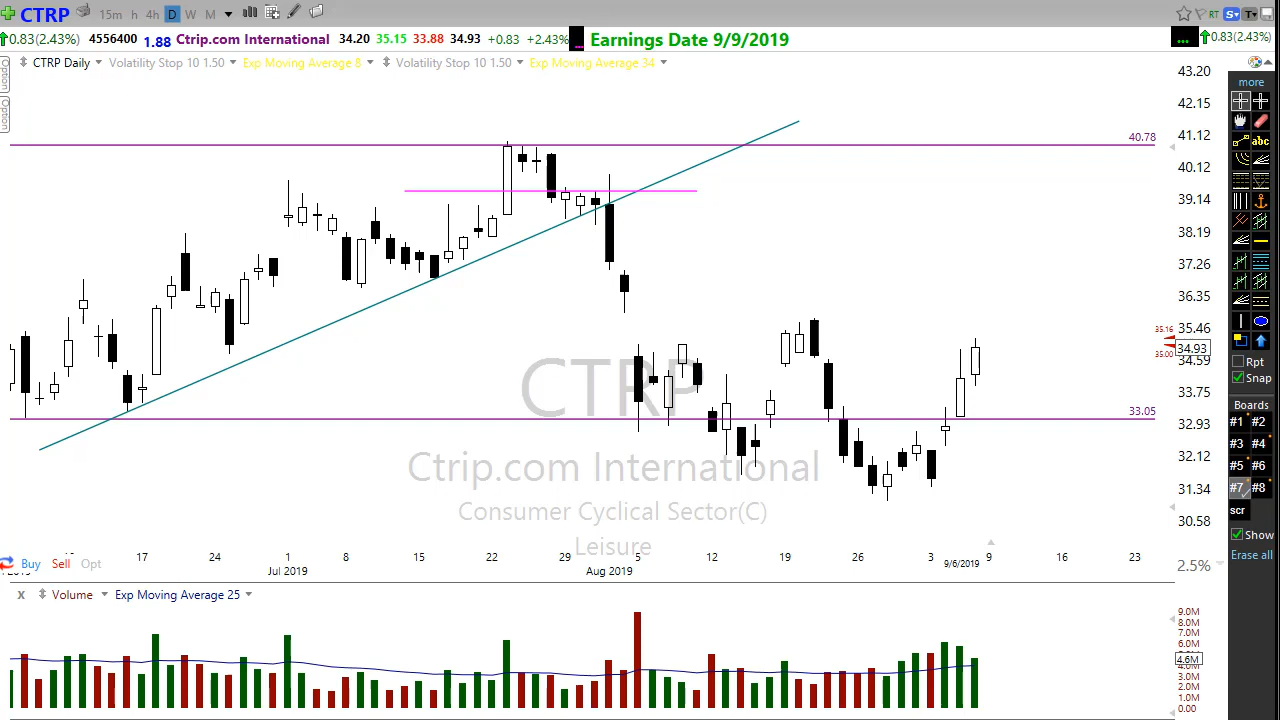 CTRP 15m h 4h D W M RT S T
0.83(2.43%) 4556400 1.88 Ctrip.com International 34.20 35.15 33.88 34.93 +0.83 +2.43% ... Earnings Date 9/9/2019 ... 0.83(2.43%)
Option
Option
CTRP Daily Volatility Stop 10 1.50 Exp Moving Average 8 Volatility Stop 10 1.50 Exp Moving Average 34
43.20
42.15
41.12
40.12
39.14
38.19
37.26
36.35
35.46
34.93
34.59
33.75
32.93
32.12
31.34
30.58
40.78
35.16
35.00
33.05
CTRP
Ctrip.com International
Consumer Cyclical Sector(C)
Leisure
17 24 1 8 15 22 29 5 12 19 26 3 9 16 23
Jul 2019 Aug 2019 9/6/2019
Buy Sell Opt
2.5%
x Volume Exp Moving Average 25
9.0M
8.0M
7.0M
6.0M
4.6M
3.0M
2.0M
1.0M
0.00
more
abc
Rpt
Snap
Boards
#1 #2
#3 #4
#5 #6
#7 #8
scr
Show
Erase all